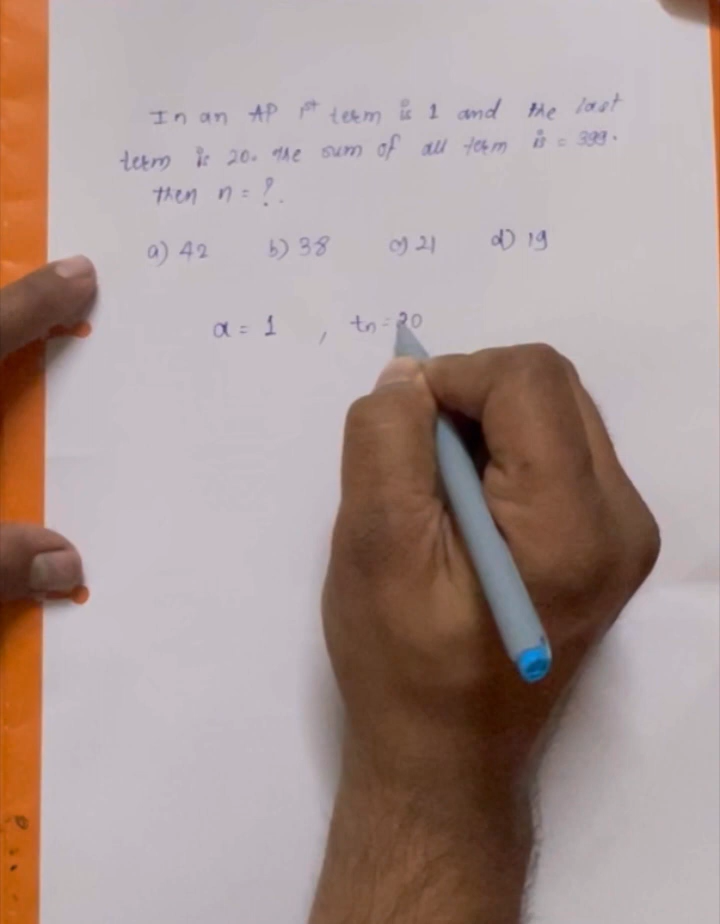 In an AP 1st term is 1 and the last
term is 20. The sum of all term is = 399.
then n = ?.
a) 42 b) 38 c) 21 d) 19
a = 1 , tn = 20